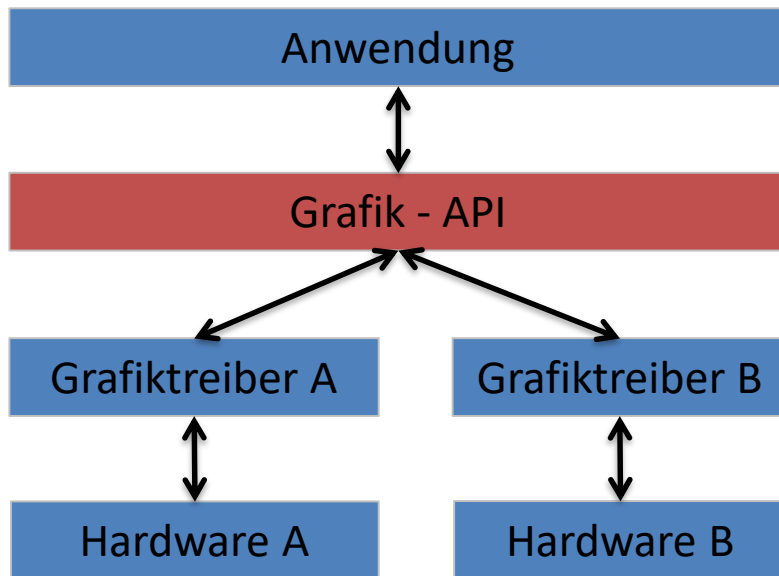 Anwendung
Grafik - API
Grafiktreiber A
Grafiktreiber B
Hardware A
Hardware B